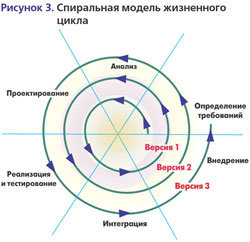 Рисунок 3. Спиральная модель жизненного
цикла
Анализ
Проектирование
Определение
требований
Версия 1
Внедрение
Версия 2
Реализация
и тестирование
Версия 3
Интеграция